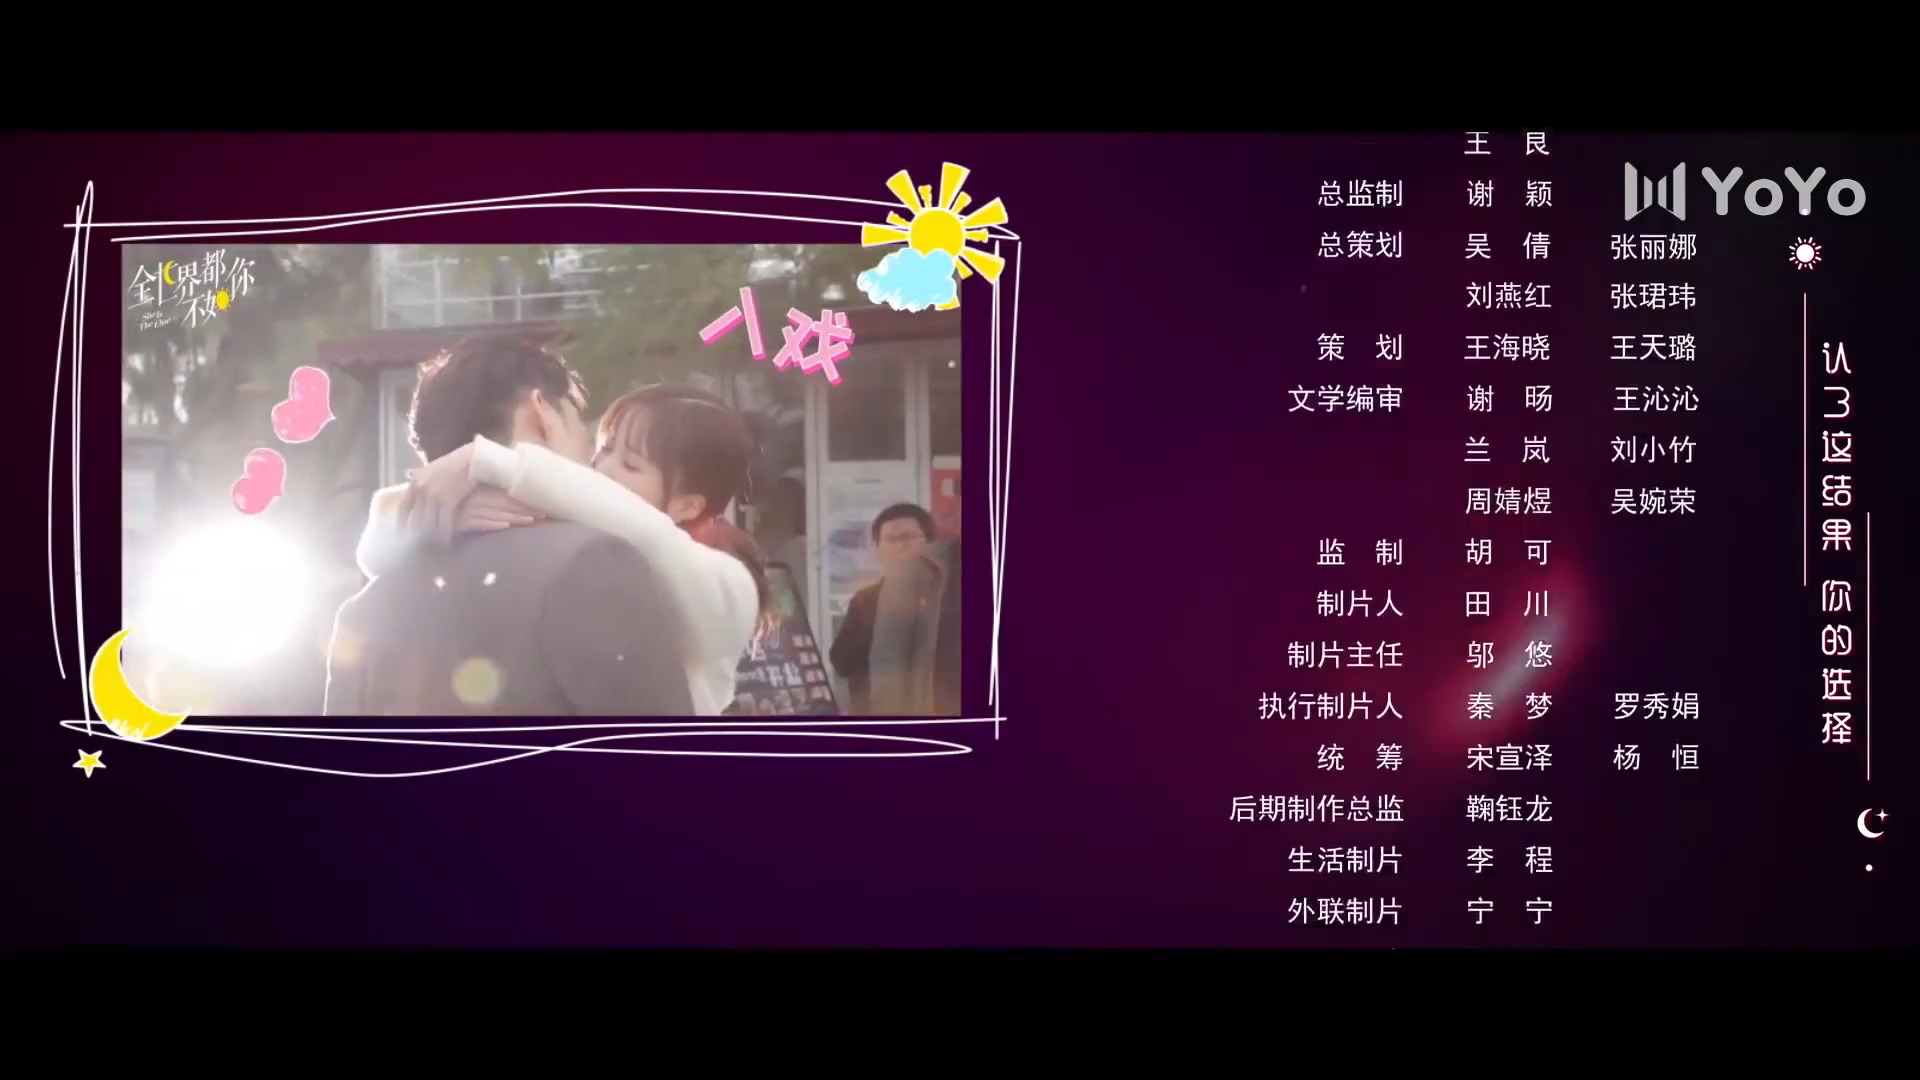 王 良
总监制 谢 颖
总策划 吴 倩 张丽娜
刘燕红 张珺玮
策 划 王海晓 王天璐
文学编审 谢 旸 王沁沁
兰 岚 刘小竹
周婧煜 吴婉荣
监 制 胡 可
制片人 田 川
制片主任 邬 悠
执行制片人 秦 梦 罗秀娟
统 筹 宋宣泽 杨 恒
后期制作总监 鞠钰龙
生活制片 李 程
外联制片 宁 宁
YoYo
认了这结果 你的选择
全世界都不如你
She Is
The One
戏